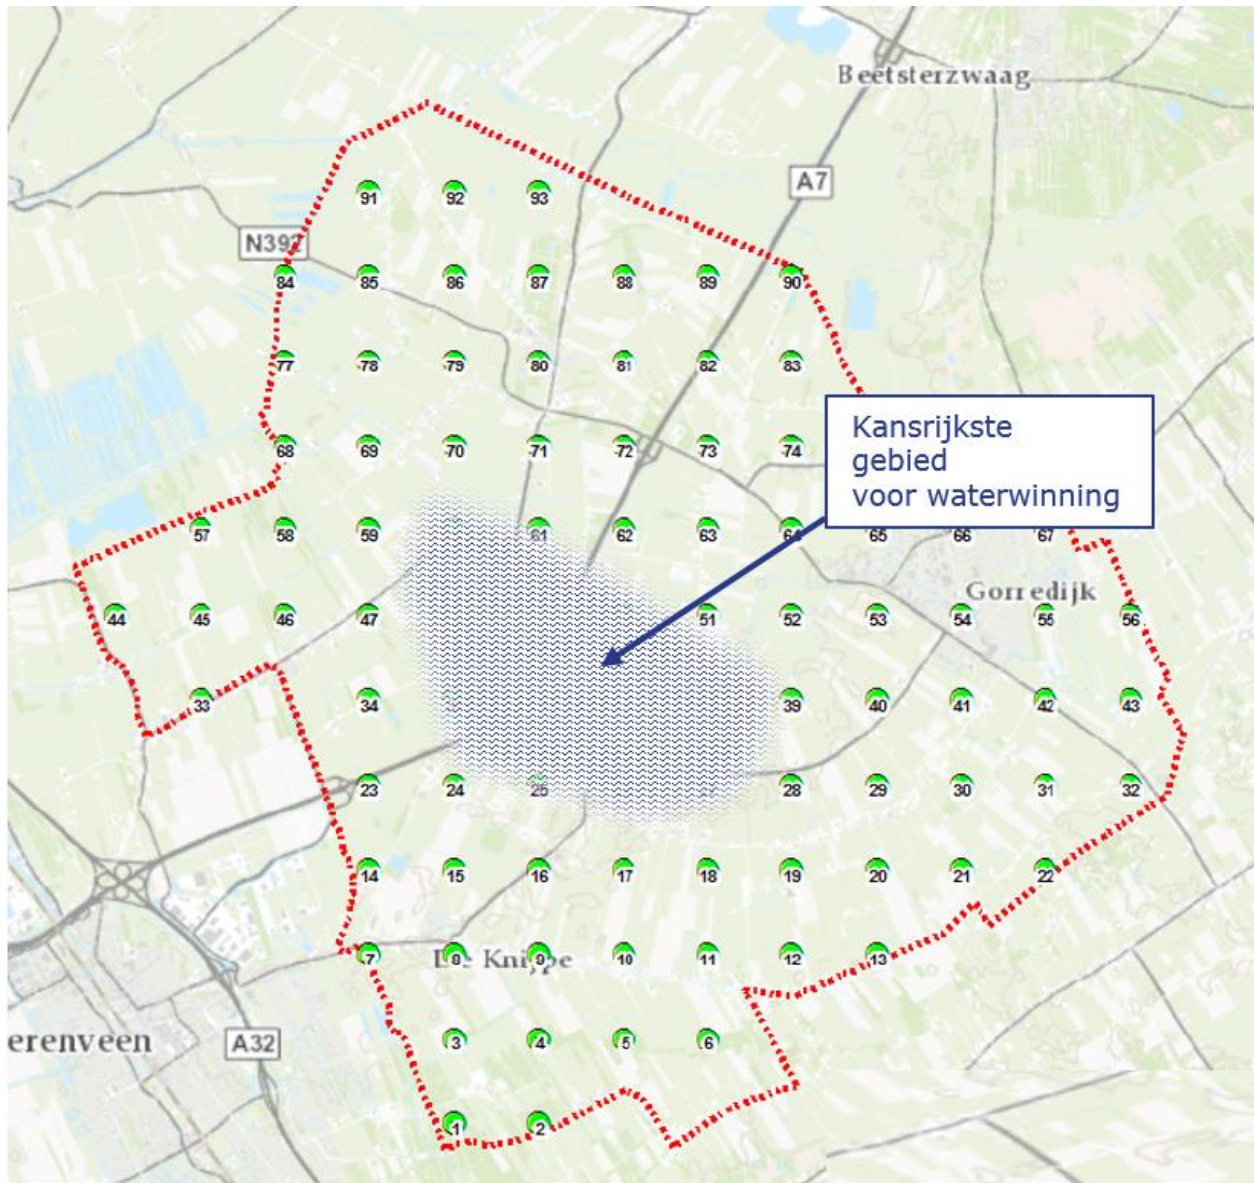 Beetsterzwaag
A7
91 92 93
N392
84 85 86 87 88 89 90
77 78 79 80 81 82 83
68 69 70 71 72 73 74
Kansrijkste
gebied
voor waterwinning
57 58 59 61 62 63 64 65 66 67
Gorredijk
44 45 46 47 51 52 53 54 55 56
33 34 39 40 41 42 43
23 24 25 28 29 30 31 32
14 15 16 17 18 19 20 21 22
7 8 9 10 11 12 13
De Knijpe
erenveen
A32
3 4 5 6
1 2